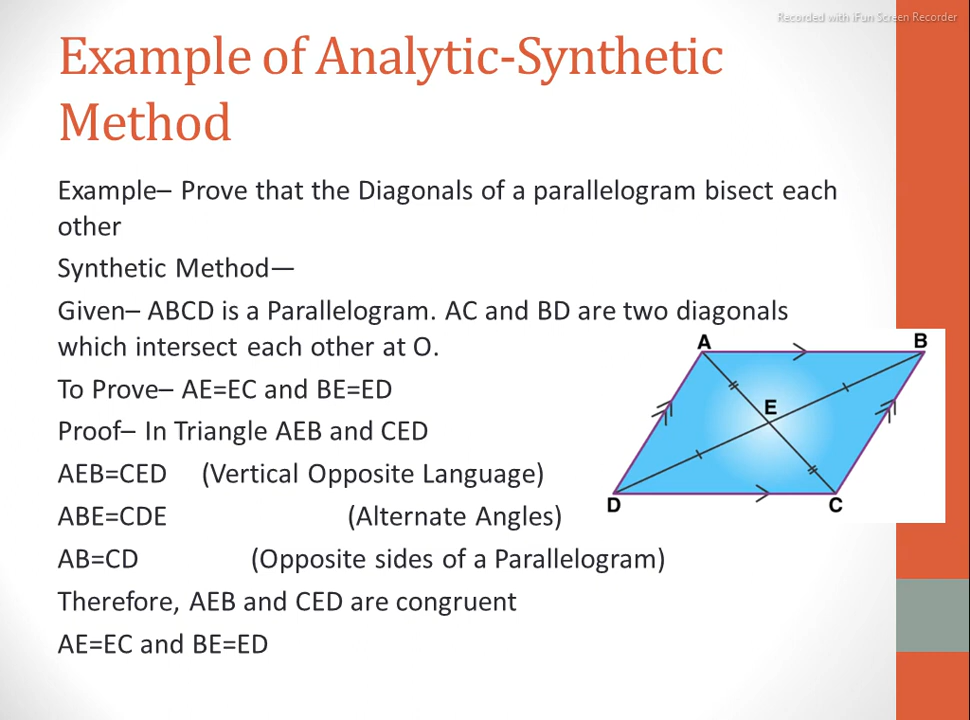 Recorded with iFun Screen Recorder
Example of Analytic-Synthetic
Method
Example– Prove that the Diagonals of a parallelogram bisect each
other
Synthetic Method—
Given– ABCD is a Parallelogram. AC and BD are two diagonals
which intersect each other at O.
To Prove– AE=EC and BE=ED
Proof– In Triangle AEB and CED
AEB=CED (Vertical Opposite Language)
ABE=CDE (Alternate Angles)
AB=CD (Opposite sides of a Parallelogram)
Therefore, AEB and CED are congruent
AE=EC and BE=ED
A B
E
D C